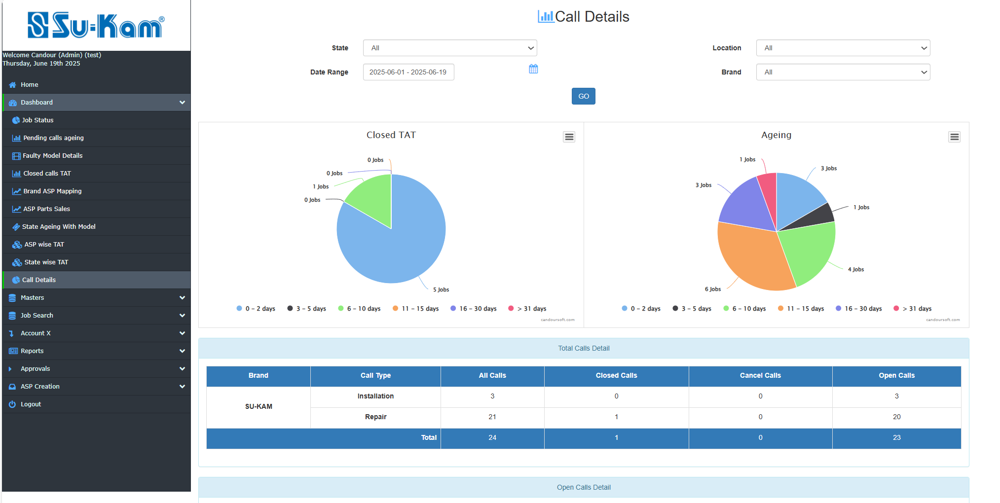 Su-Kam®
Welcome Candour (Admin) (test)
Thursday, June 19th 2025
Home
Dashboard
Job Status
Pending calls ageing
Faulty Model Details
Closed calls TAT
Brand ASP Mapping
ASP Parts Sales
State Ageing With Model
ASP wise TAT
State wise TAT
Call Details
Masters
Job Search
Account X
Reports
Approvals
ASP Creation
Logout
Call Details
State All Location All
Date Range 2025-06-01 - 2025-06-19 Brand All
GO
Closed TAT
0 Jobs
0 Jobs
1 Jobs
0 Jobs
5 Jobs
0 - 2 days 3 - 5 days 6 - 10 days 11 - 15 days 16 - 30 days > 31 days
candoursoft.com
Ageing
1 Jobs
3 Jobs
3 Jobs
1 Jobs
4 Jobs
6 Jobs
0 - 2 days 3 - 5 days 6 - 10 days 11 - 15 days 16 - 30 days > 31 days
candoursoft.com
Total Calls Detail
Brand Call Type All Calls Closed Calls Cancel Calls Open Calls
SU-KAM Installation 3 0 0 3
Repair 21 1 0 20
Total 24 1 0 23
Open Calls Detail